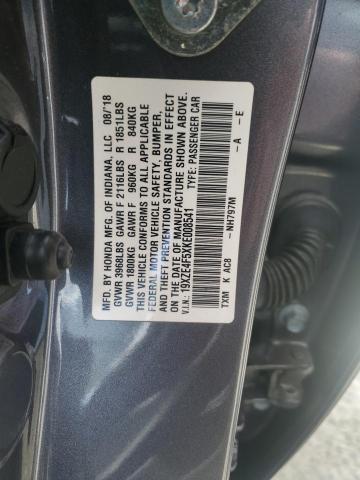 MFD. BY HONDA MFG. OF INDIANA, LLC 08/'18
GVWR 3968LBS GAWR F 2116LBS R 1851LBS
GVWR 1800KG GAWR F 960KG R 840KG
THIS VEHICLE CONFORMS TO ALL APPLICABLE
FEDERAL MOTOR VEHICLE SAFETY, BUMPER,
AND THEFT PREVENTION STANDARDS IN EFFECT
ON THE DATE OF MANUFACTURE SHOWN ABOVE.
V.I.N.: 19XZE4F5XKE008541 TYPE: PASSENGER CAR
TXM K AC8 -NH797M -A -E